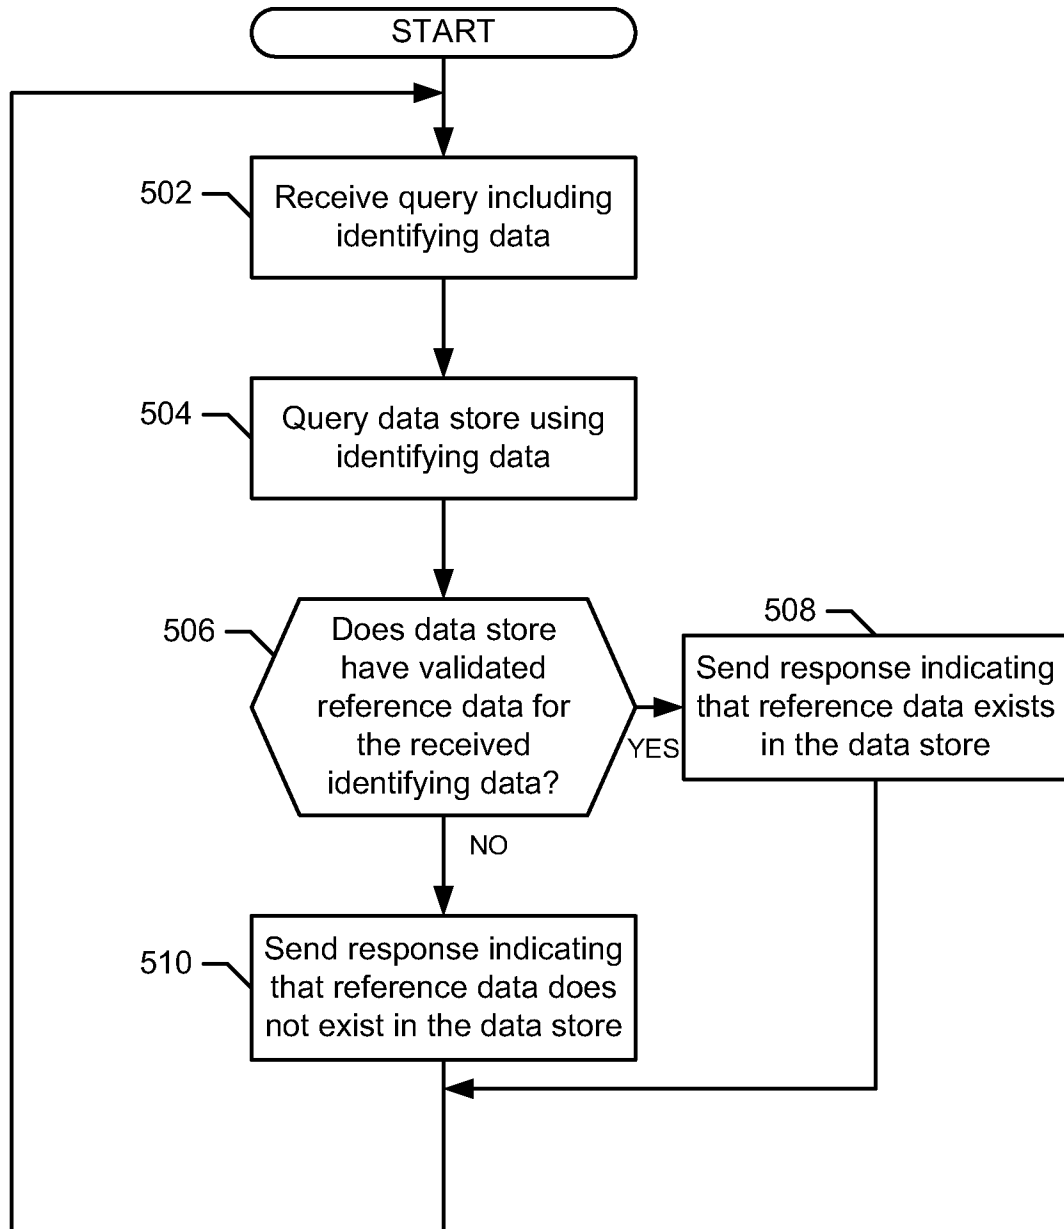 START
502
Receive query including
identifying data
504
Query data store using
identifying data
506
Does data store
have validated
reference data for
the received
identifying data?
YES
508
Send response indicating
that reference data exists
in the data store
NO
510
Send response indicating
that reference data does
not exist in the data store